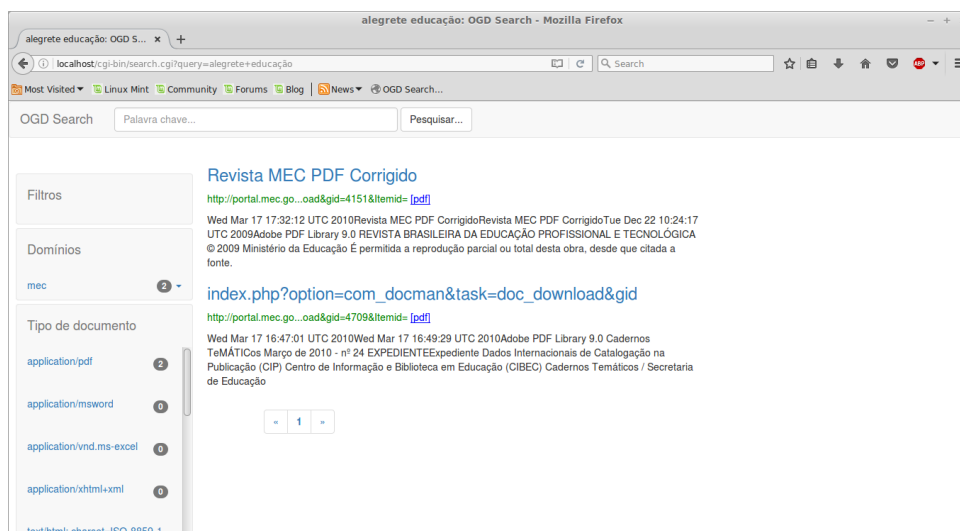 alegrete educação: OGD Search - Mozilla Firefox
alegrete educação: OGD S... × +
localhost/cgi-bin/search.cgi?query=alegrete+educação
Search
ABP
Most Visited Linux Mint Community Forums Blog News OGD Search...
OGD Search Palavra chave... Pesquisar...
Filtros
Domínios
mec 2
Tipo de documento
application/pdf 2
application/msword 0
application/vnd.ms-excel 0
application/xhtml+xml 0
text/html; charset=ISO-8859-1
Revista MEC PDF Corrigido
http://portal.mec.go...oad&gid=4151&Itemid= [pdf]
Wed Mar 17 17:32:12 UTC 2010Revista MEC PDF CorrigidoRevista MEC PDF CorrigidoTue Dec 22 10:24:17
UTC 2009Adobe PDF Library 9.0 REVISTA BRASILEIRA DA EDUCAÇÃO PROFISSIONAL E TECNOLÓGICA
© 2009 Ministério da Educação É permitida a reprodução parcial ou total desta obra, desde que citada a
fonte.
index.php?option=com_docman&task=doc_download&gid
http://portal.mec.go...oad&gid=4709&Itemid= [pdf]
Wed Mar 17 16:47:01 UTC 2010Wed Mar 17 16:49:29 UTC 2010Adobe PDF Library 9.0 Cadernos
TeMÁTICos Março de 2010 - nº 24 EXPEDIENTEExpediente Dados Internacionais de Catalogação na
Publicação (CIP) Centro de Informação e Biblioteca em Educação (CIBEC) Cadernos Temáticos / Secretaria
de Educação
« 1 »